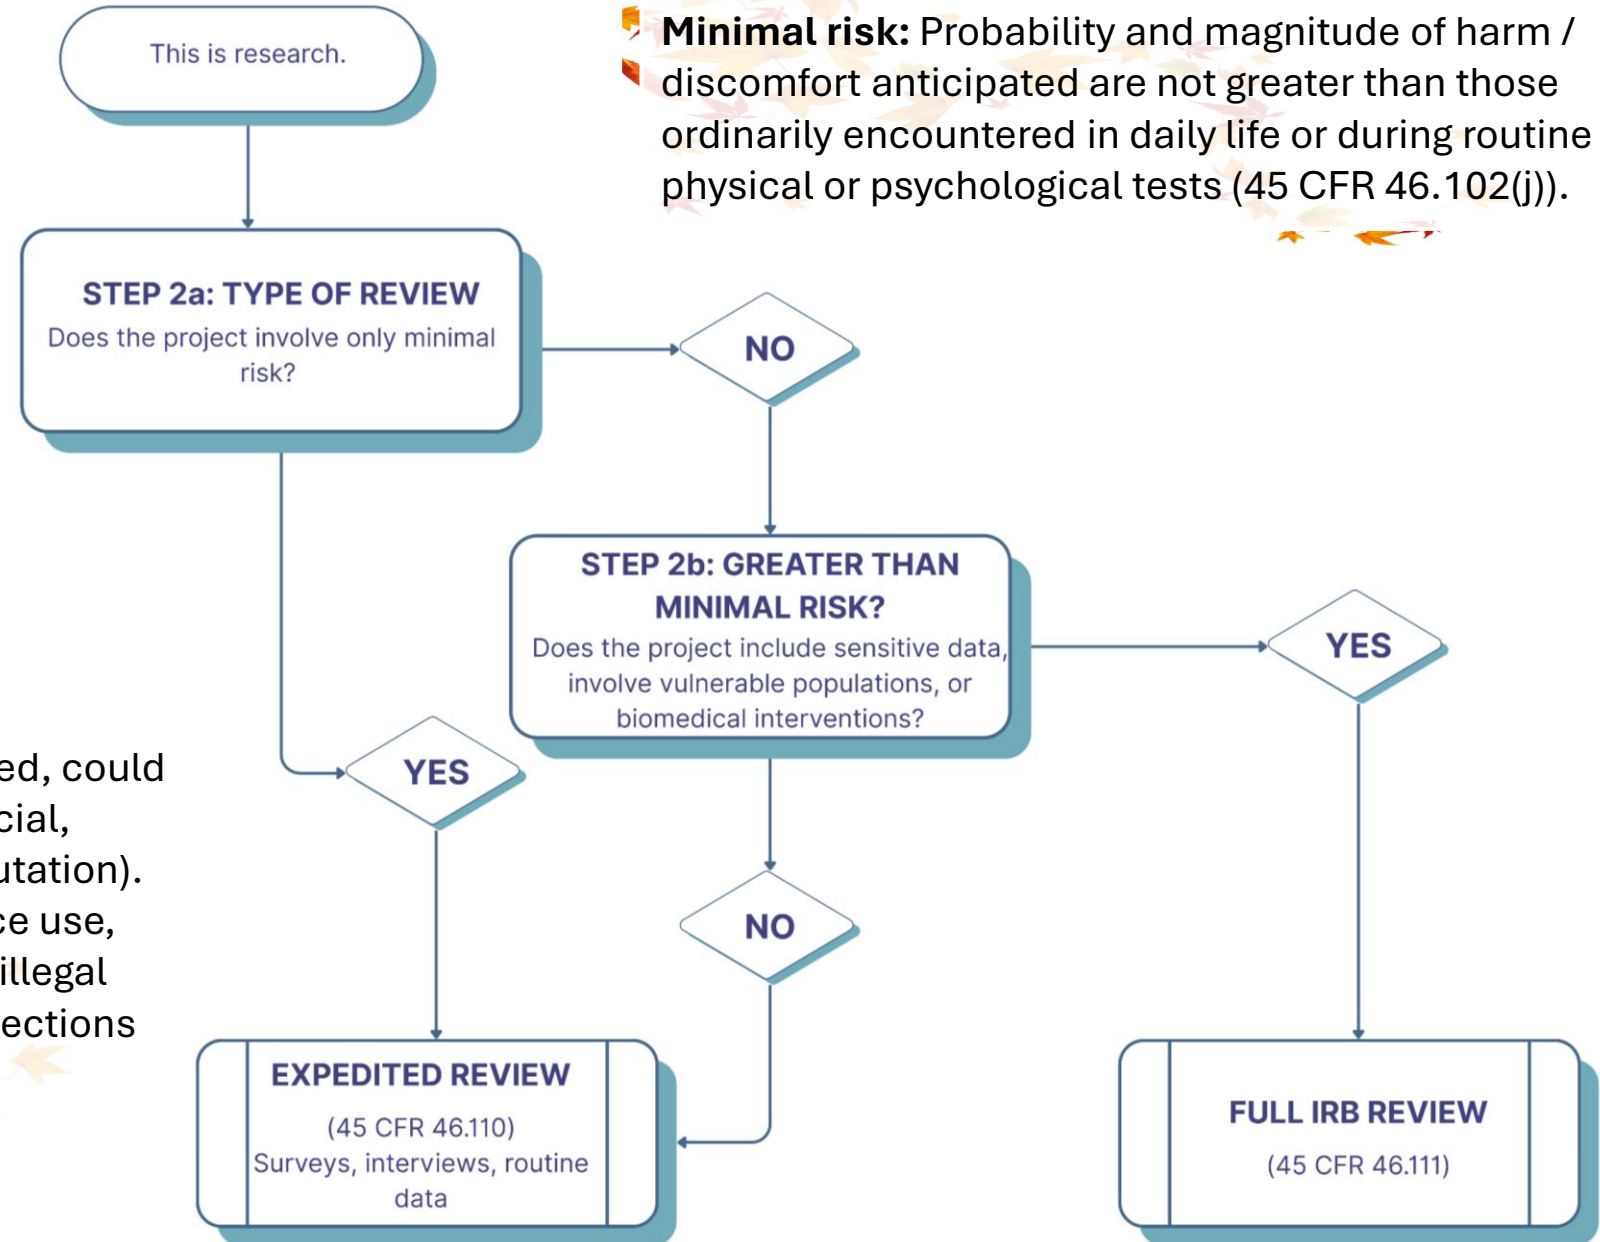 This is research.
Minimal risk: Probability and magnitude of harm /
discomfort anticipated are not greater than those
ordinarily encountered in daily life or during routine
physical or psychological tests (45 CFR 46.102(j)).
STEP 2a: TYPE OF REVIEW
Does the project involve only minimal
risk?
NO
STEP 2b: GREATER THAN
MINIMAL RISK?
Does the project include sensitive data,
involve vulnerable populations, or
biomedical interventions?
YES
YES
NO
ed, could
cial,
utation).
ce use,
illegal
ections
EXPEDITED REVIEW
(45 CFR 46.110)
Surveys, interviews, routine
data
FULL IRB REVIEW
(45 CFR 46.111)